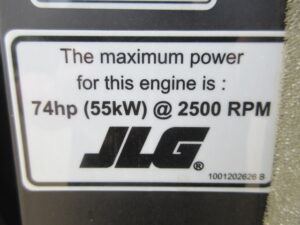 The maximum power
for this engine is :
74hp (55kW) @ 2500 RPM
JLG®
1001202626 B